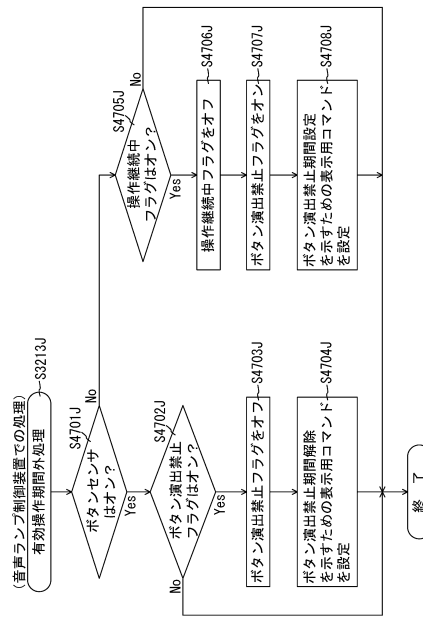 (音声ランプ制御装置での処理)
有効操作期間外処理
S3213J
S4701J
ボタンセンサ
はオン?
No
Yes
S4702J
ボタン演出禁止
フラグはオン?
No
Yes
ボタン演出禁止フラグをオフ
S4703J
ボタン演出禁止期間解除
を示すための表示用コマンド
を設定
S4704J
S4705J
操作継続中
フラグはオン?
No
Yes
操作継続中フラグをオフ
S4706J
ボタン演出禁止フラグをオン
S4707J
ボタン演出禁止期間設定
を示すための表示用コマンド
を設定
S4708J
終 了